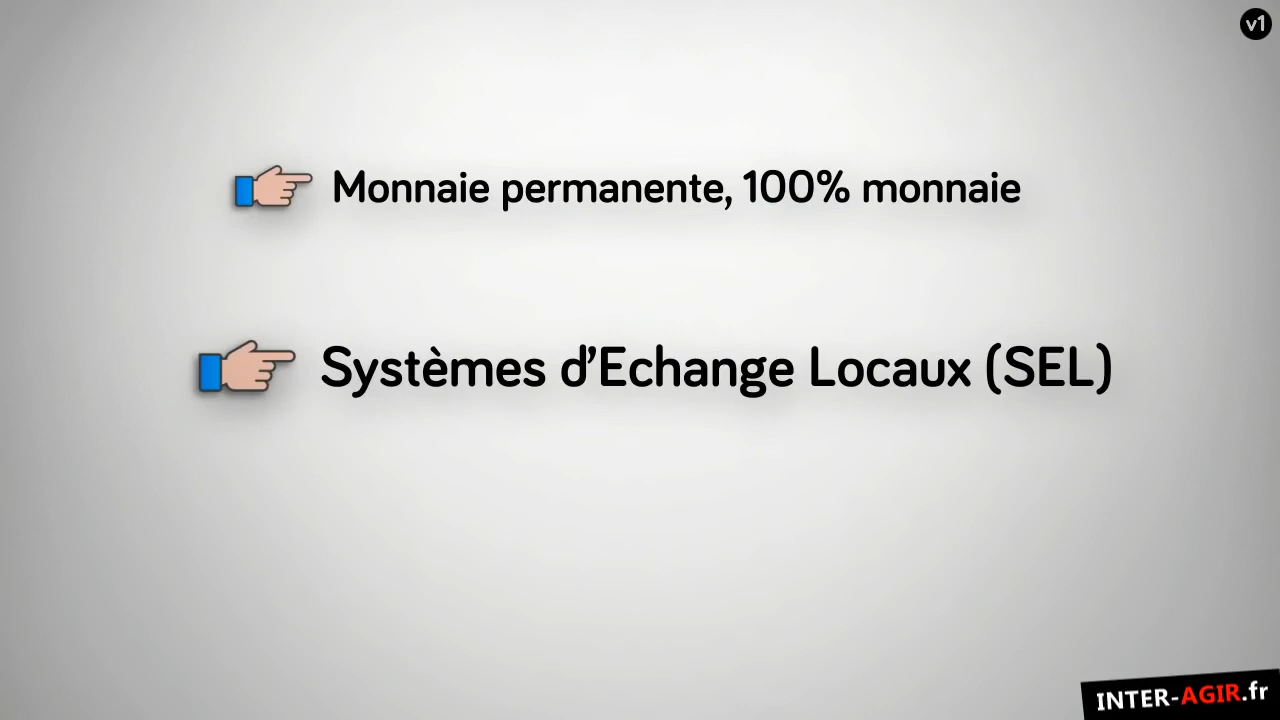 v1
Monnaie permanente, 100% monnaie
Systèmes d’Echange Locaux (SEL)
INTER-AGIR.fr